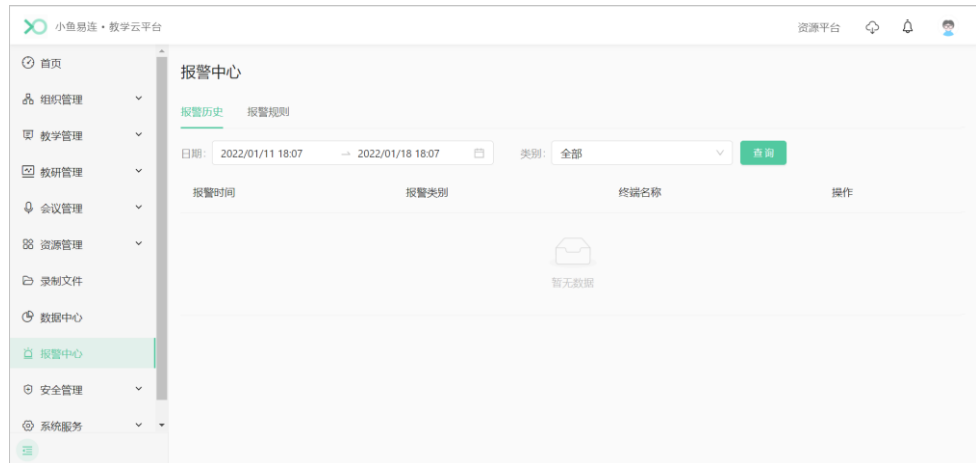 小鱼易连·教学云平台
资源平台
首页
组织管理
教学管理
教研管理
会议管理
资源管理
录制文件
数据中心
报警中心
安全管理
系统服务
报警中心
报警历史 报警规则
日期: 2022/01/11 18:07 → 2022/01/18 18:07 类别: 全部 查询
报警时间 报警类别 终端名称 操作
暂无数据